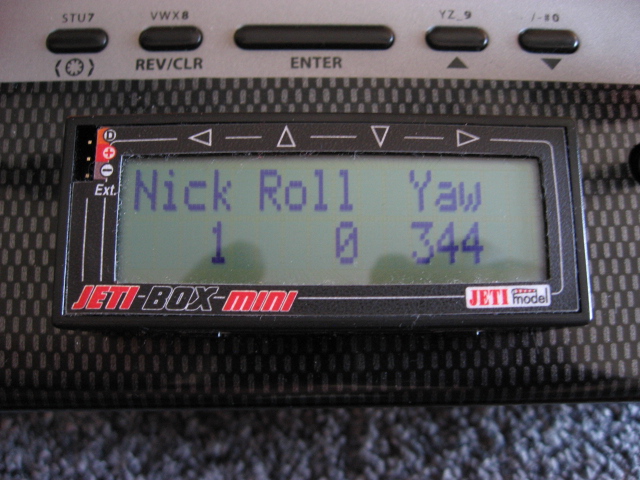 STU7 VWX8 YZ_9 /-#0
REV/CLR ENTER
Ext.
Nick Roll Yaw
1 0 344
JETI-BOX-MINI JETI model